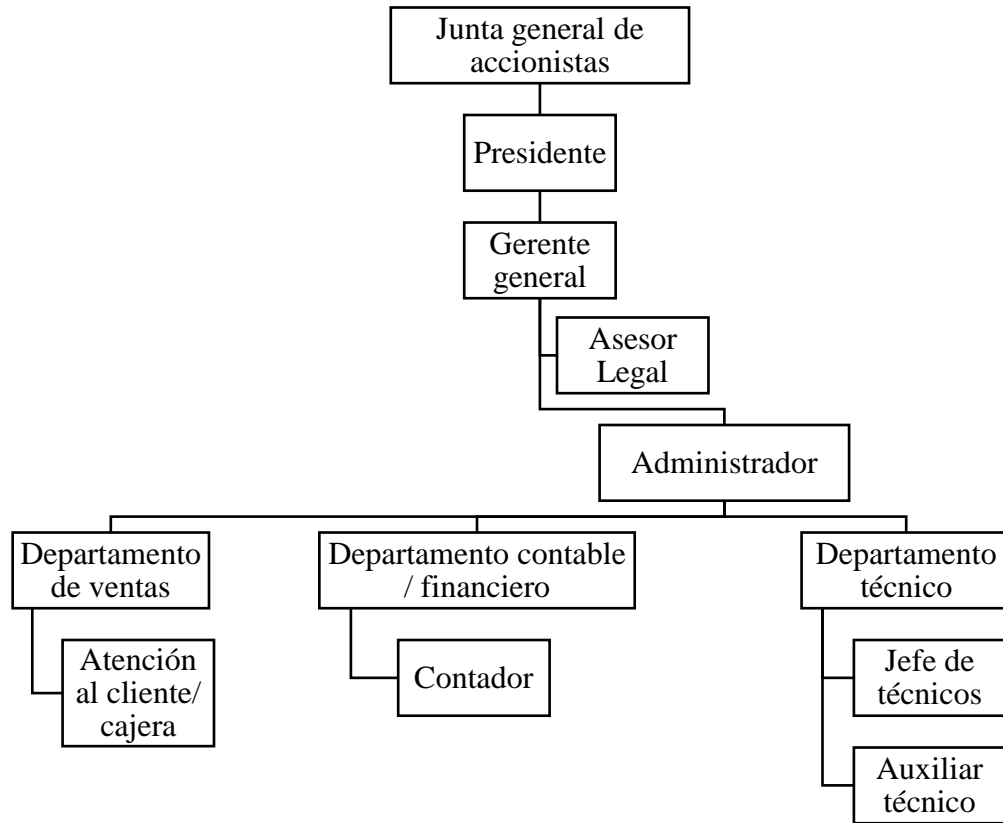 Junta general de
accionistas
Presidente
Gerente
general
Asesor
Legal
Administrador
Departamento
de ventas
Departamento contable
/ financiero
Departamento
técnico
Atención
al cliente/
cajera
Contador
Jefe de
técnicos
Auxiliar
técnico